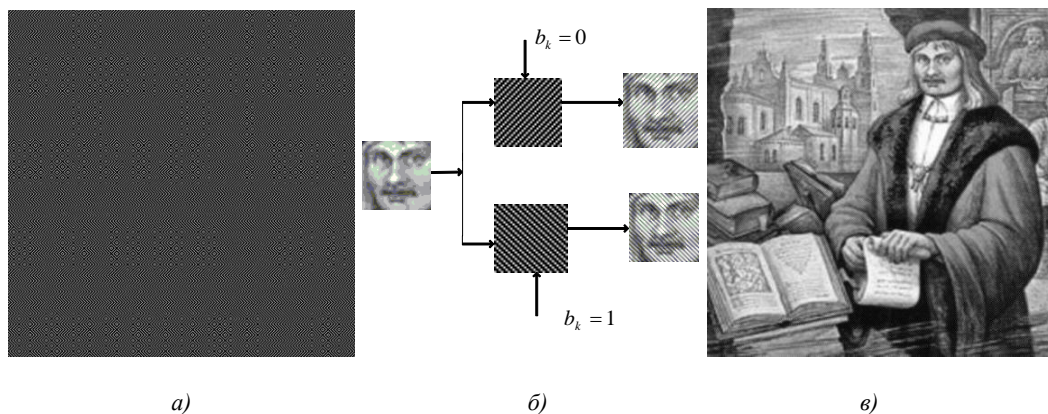 b_k = 0
b_k = 1
а) б) в)